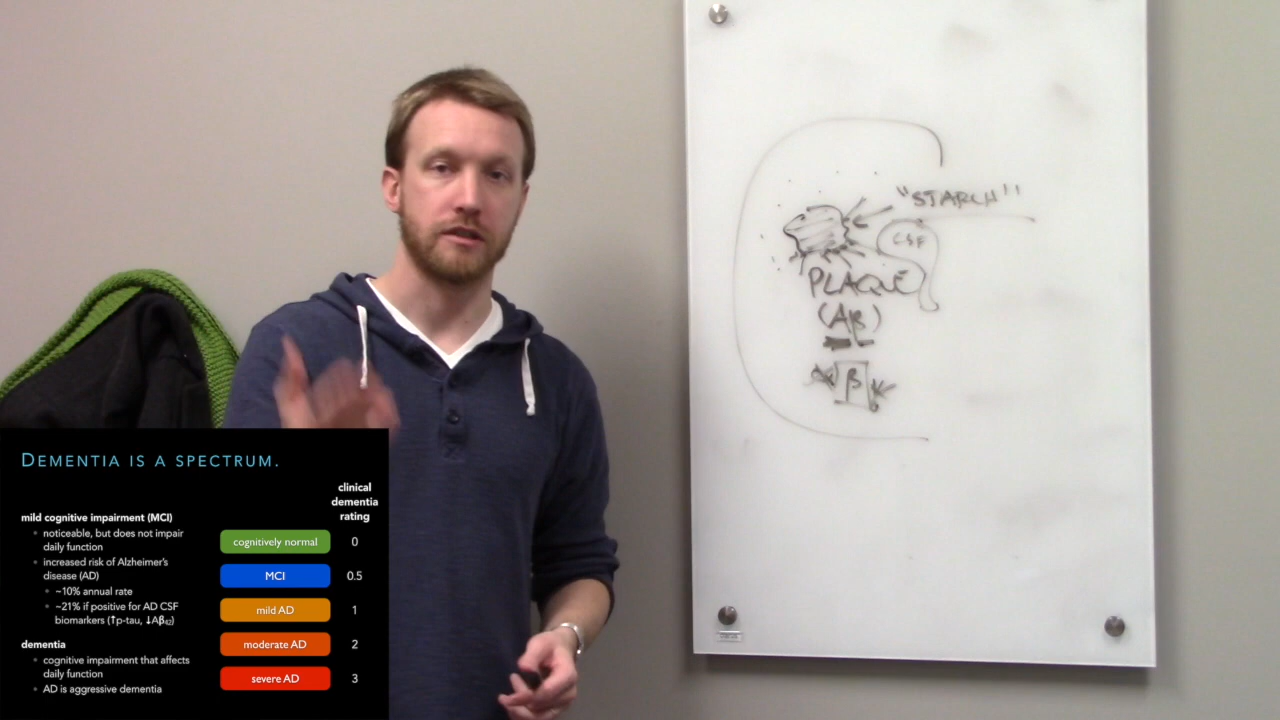 "STARCH"
CSF
PLAQUE
(Aβ)
β
DEMENTIA IS A SPECTRUM.
clinical
dementia
rating
mild cognitive impairment (MCI)
noticeable, but does not impair
daily function
increased risk of Alzheimer's
disease (AD)
~10% annual rate
~21% if positive for AD CSF
biomarkers (↑p-tau, ↓Aβ42)
dementia
cognitive impairment that affects
daily function
AD is aggressive dementia
cognitively normal 0
MCI 0.5
mild AD 1
moderate AD 2
severe AD 3